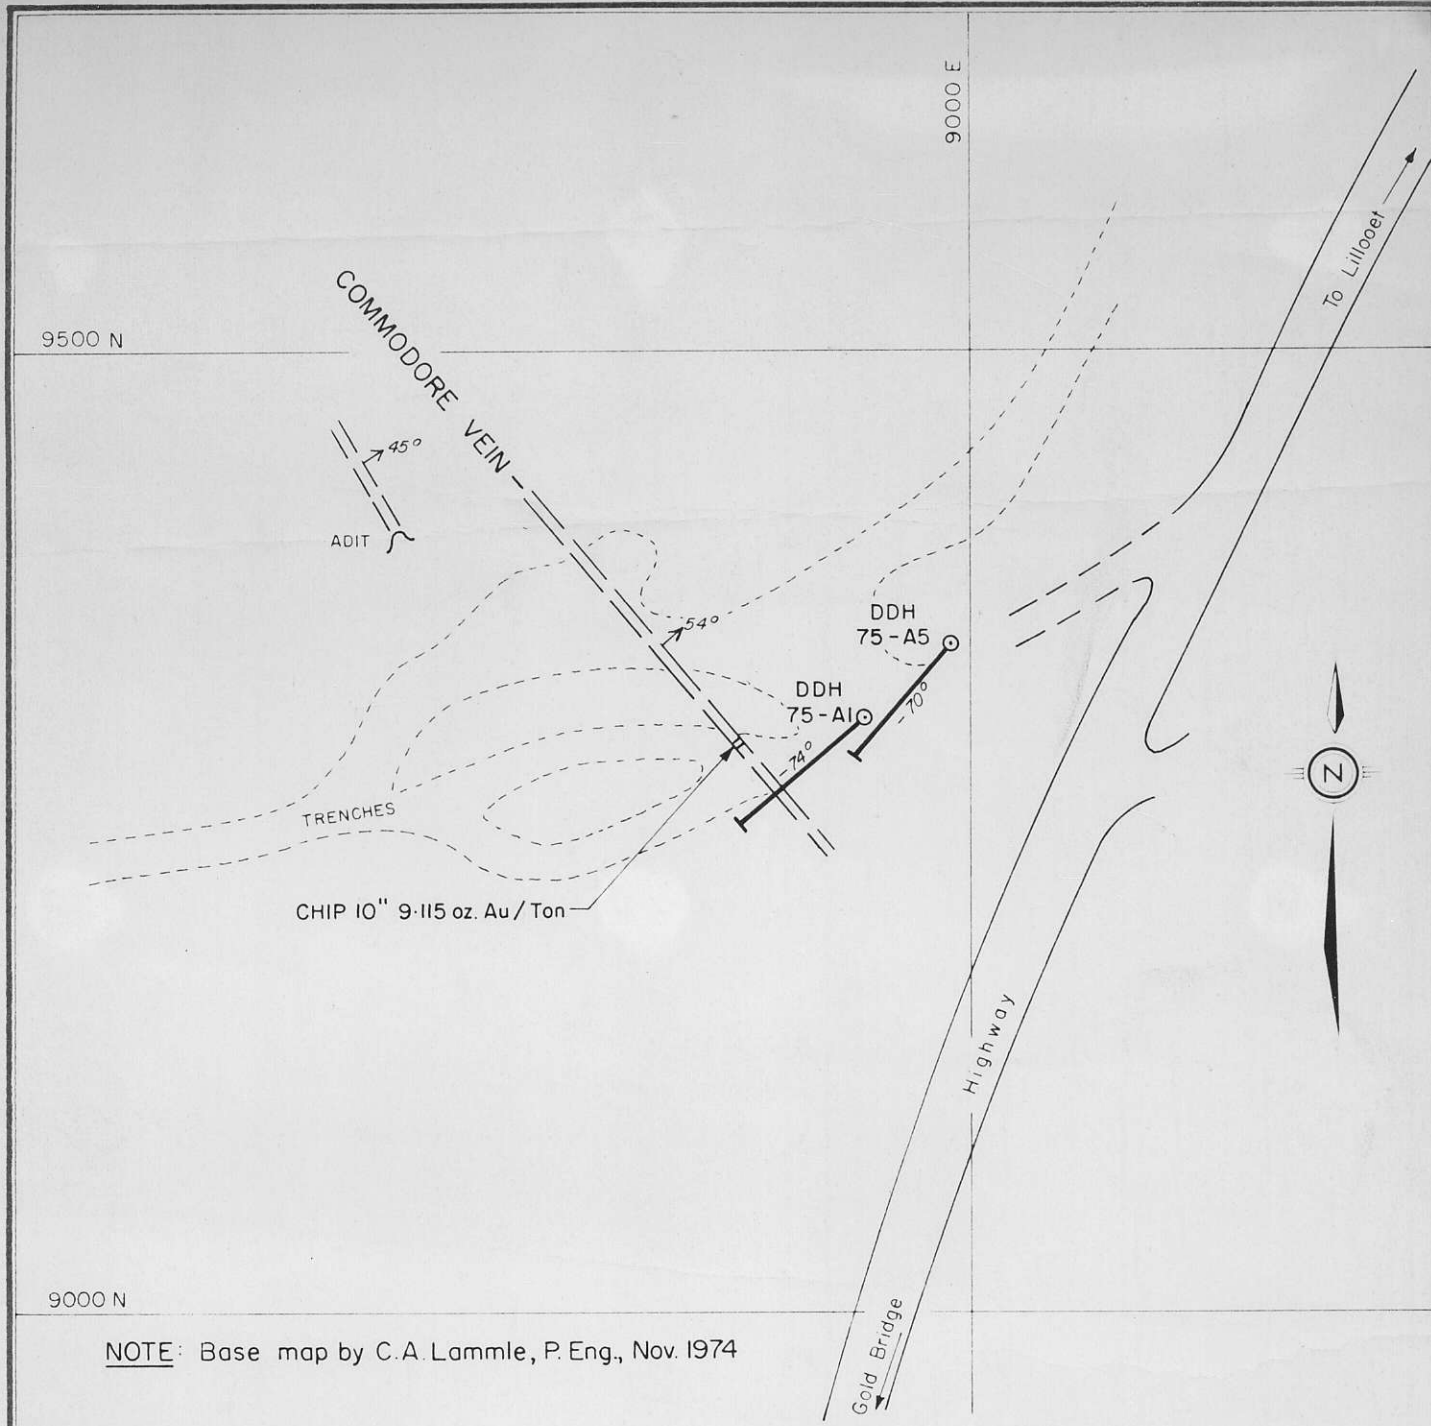 9000 E
To Lillooet
COMMODORE VEIN
9500 N
45°
ADIT
54°
DDH
75-A5
-70°
DDH
75-A1
-74°
N
TRENCHES
CHIP 10" 9·115 oz. Au/Ton
Highway
9000 N
Gold Bridge
NOTE: Base map by C.A. Lammle, P. Eng., Nov. 1974